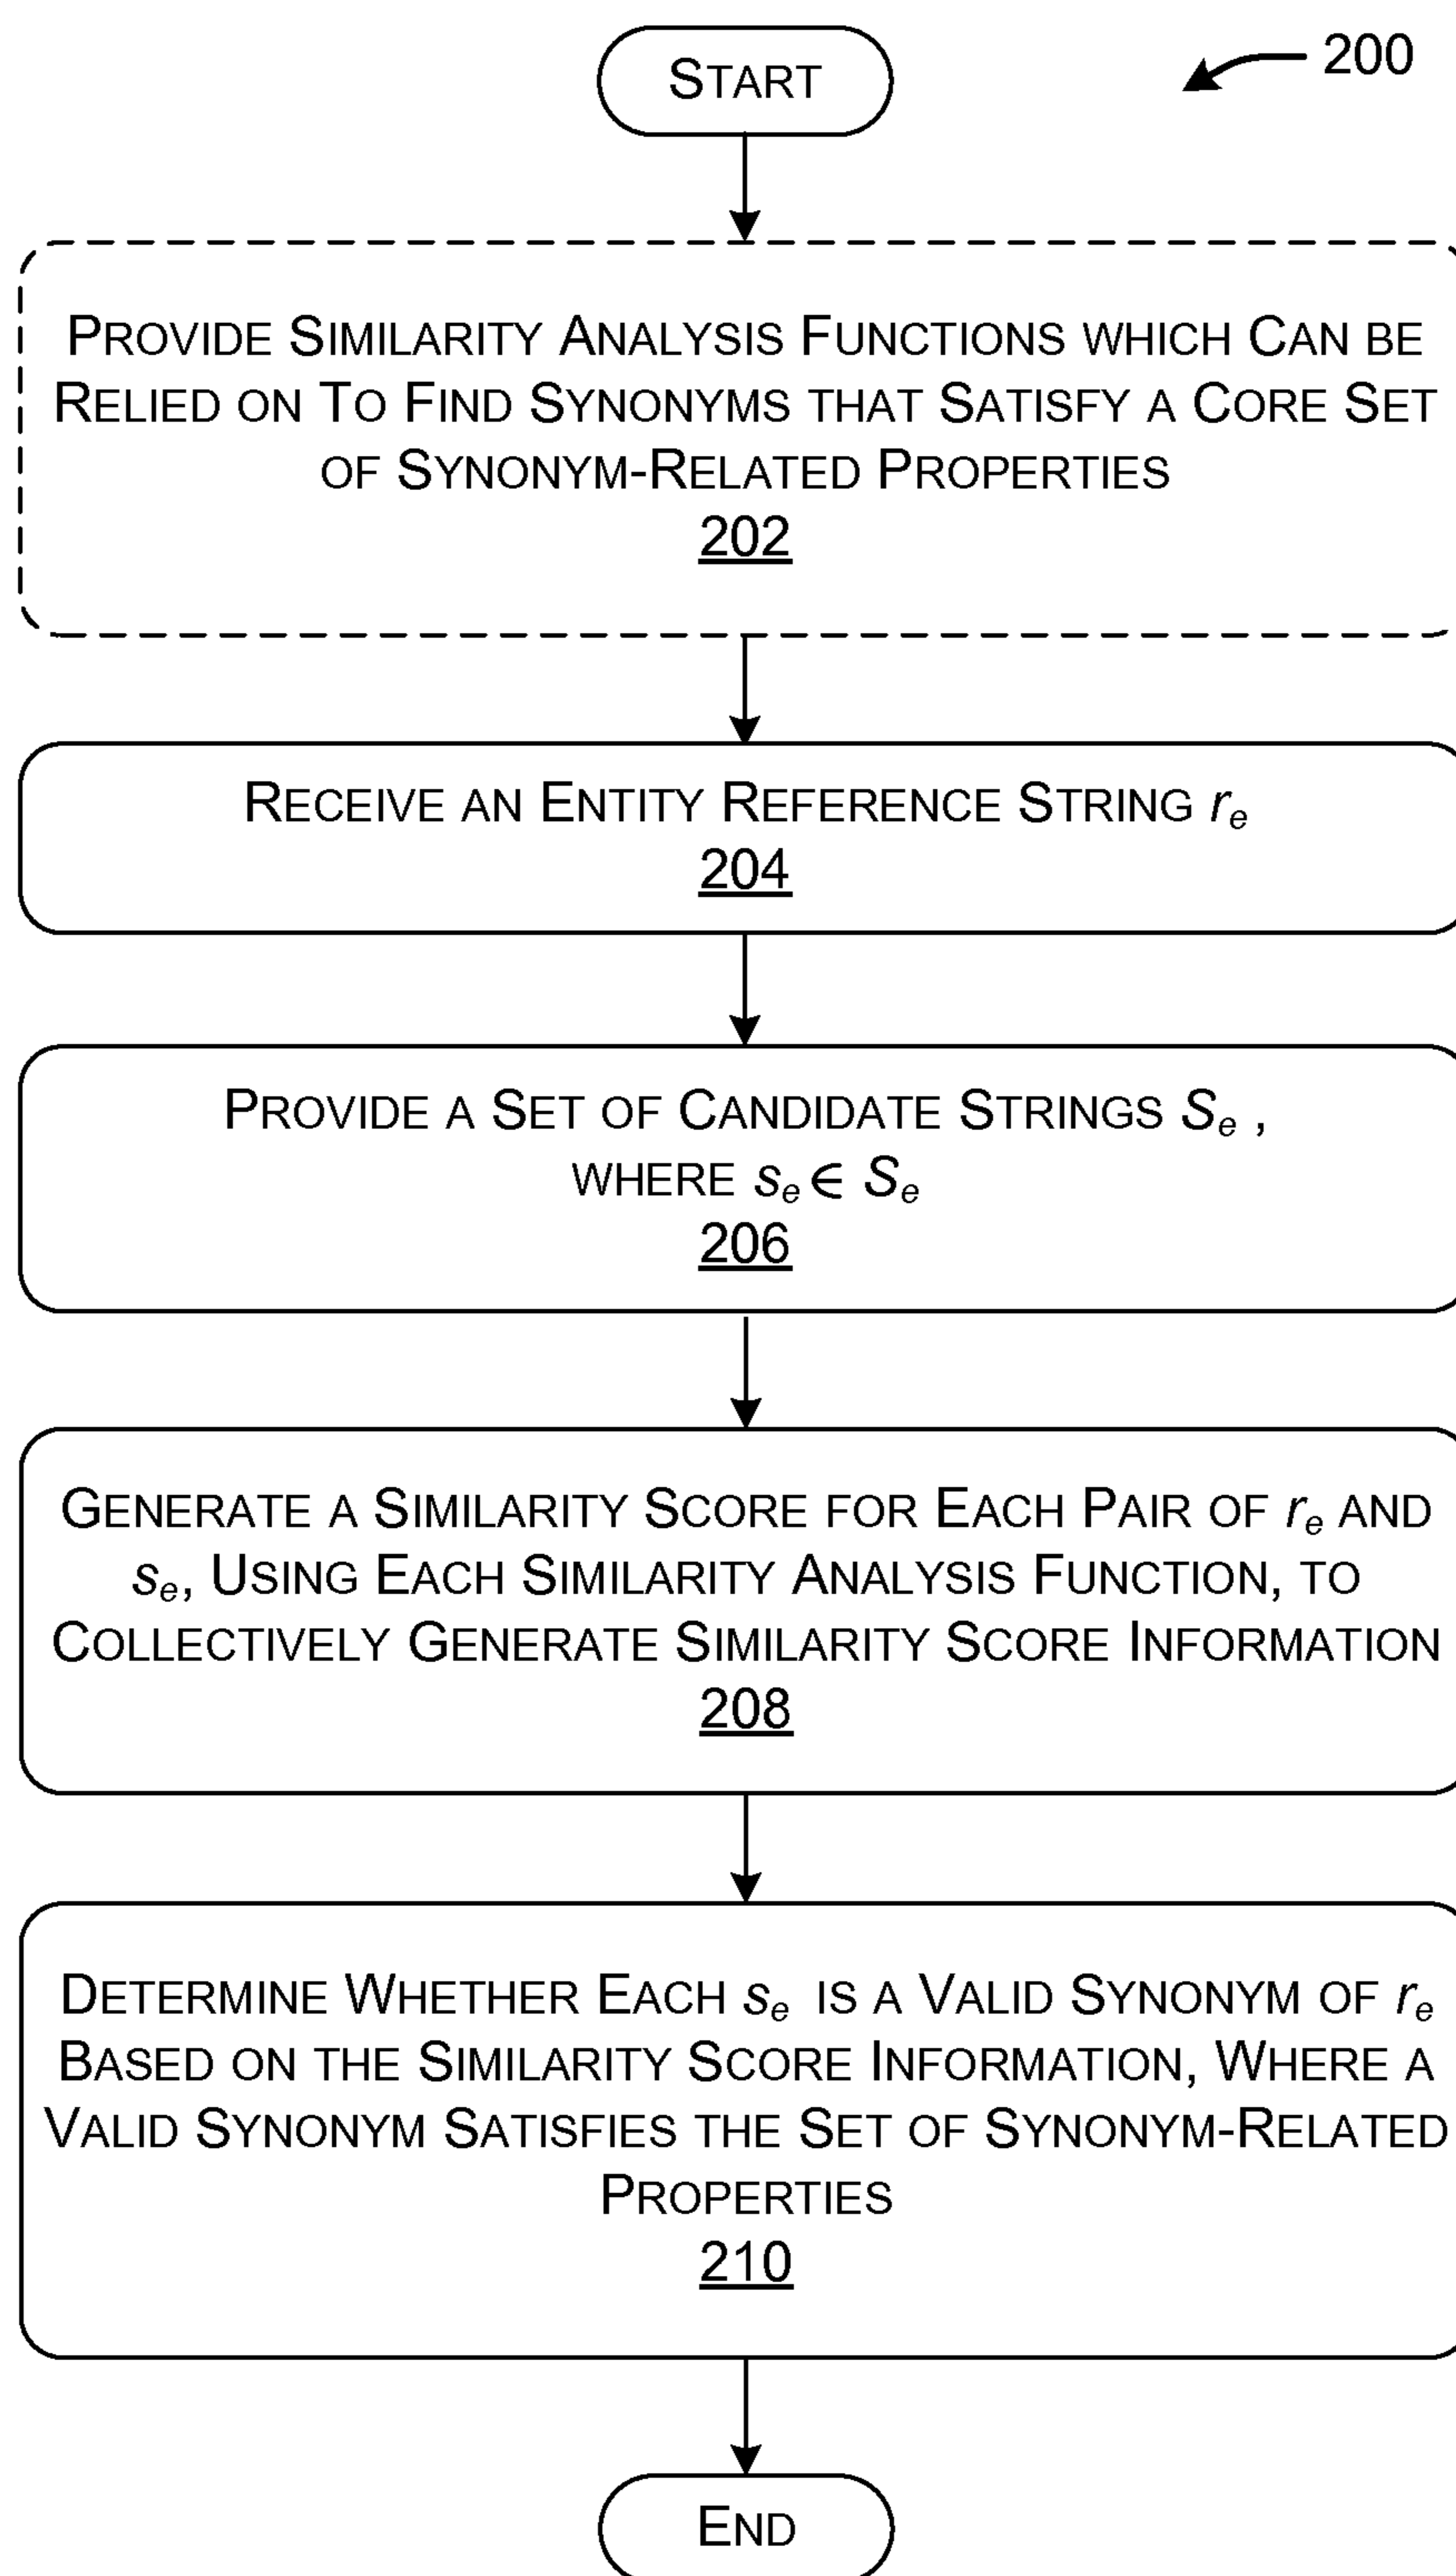 START
200
PROVIDE SIMILARITY ANALYSIS FUNCTIONS WHICH CAN BE
RELIED ON TO FIND SYNONYMS THAT SATISFY A CORE SET
OF SYNONYM-RELATED PROPERTIES
202
RECEIVE AN ENTITY REFERENCE STRING rₑ
204
PROVIDE A SET OF CANDIDATE STRINGS Sₑ ,
WHERE sₑ ∈ Sₑ
206
GENERATE A SIMILARITY SCORE FOR EACH PAIR OF rₑ AND
sₑ, USING EACH SIMILARITY ANALYSIS FUNCTION, TO
COLLECTIVELY GENERATE SIMILARITY SCORE INFORMATION
208
DETERMINE WHETHER EACH sₑ IS A VALID SYNONYM OF rₑ
BASED ON THE SIMILARITY SCORE INFORMATION, WHERE A
VALID SYNONYM SATISFIES THE SET OF SYNONYM-RELATED
PROPERTIES
210
END